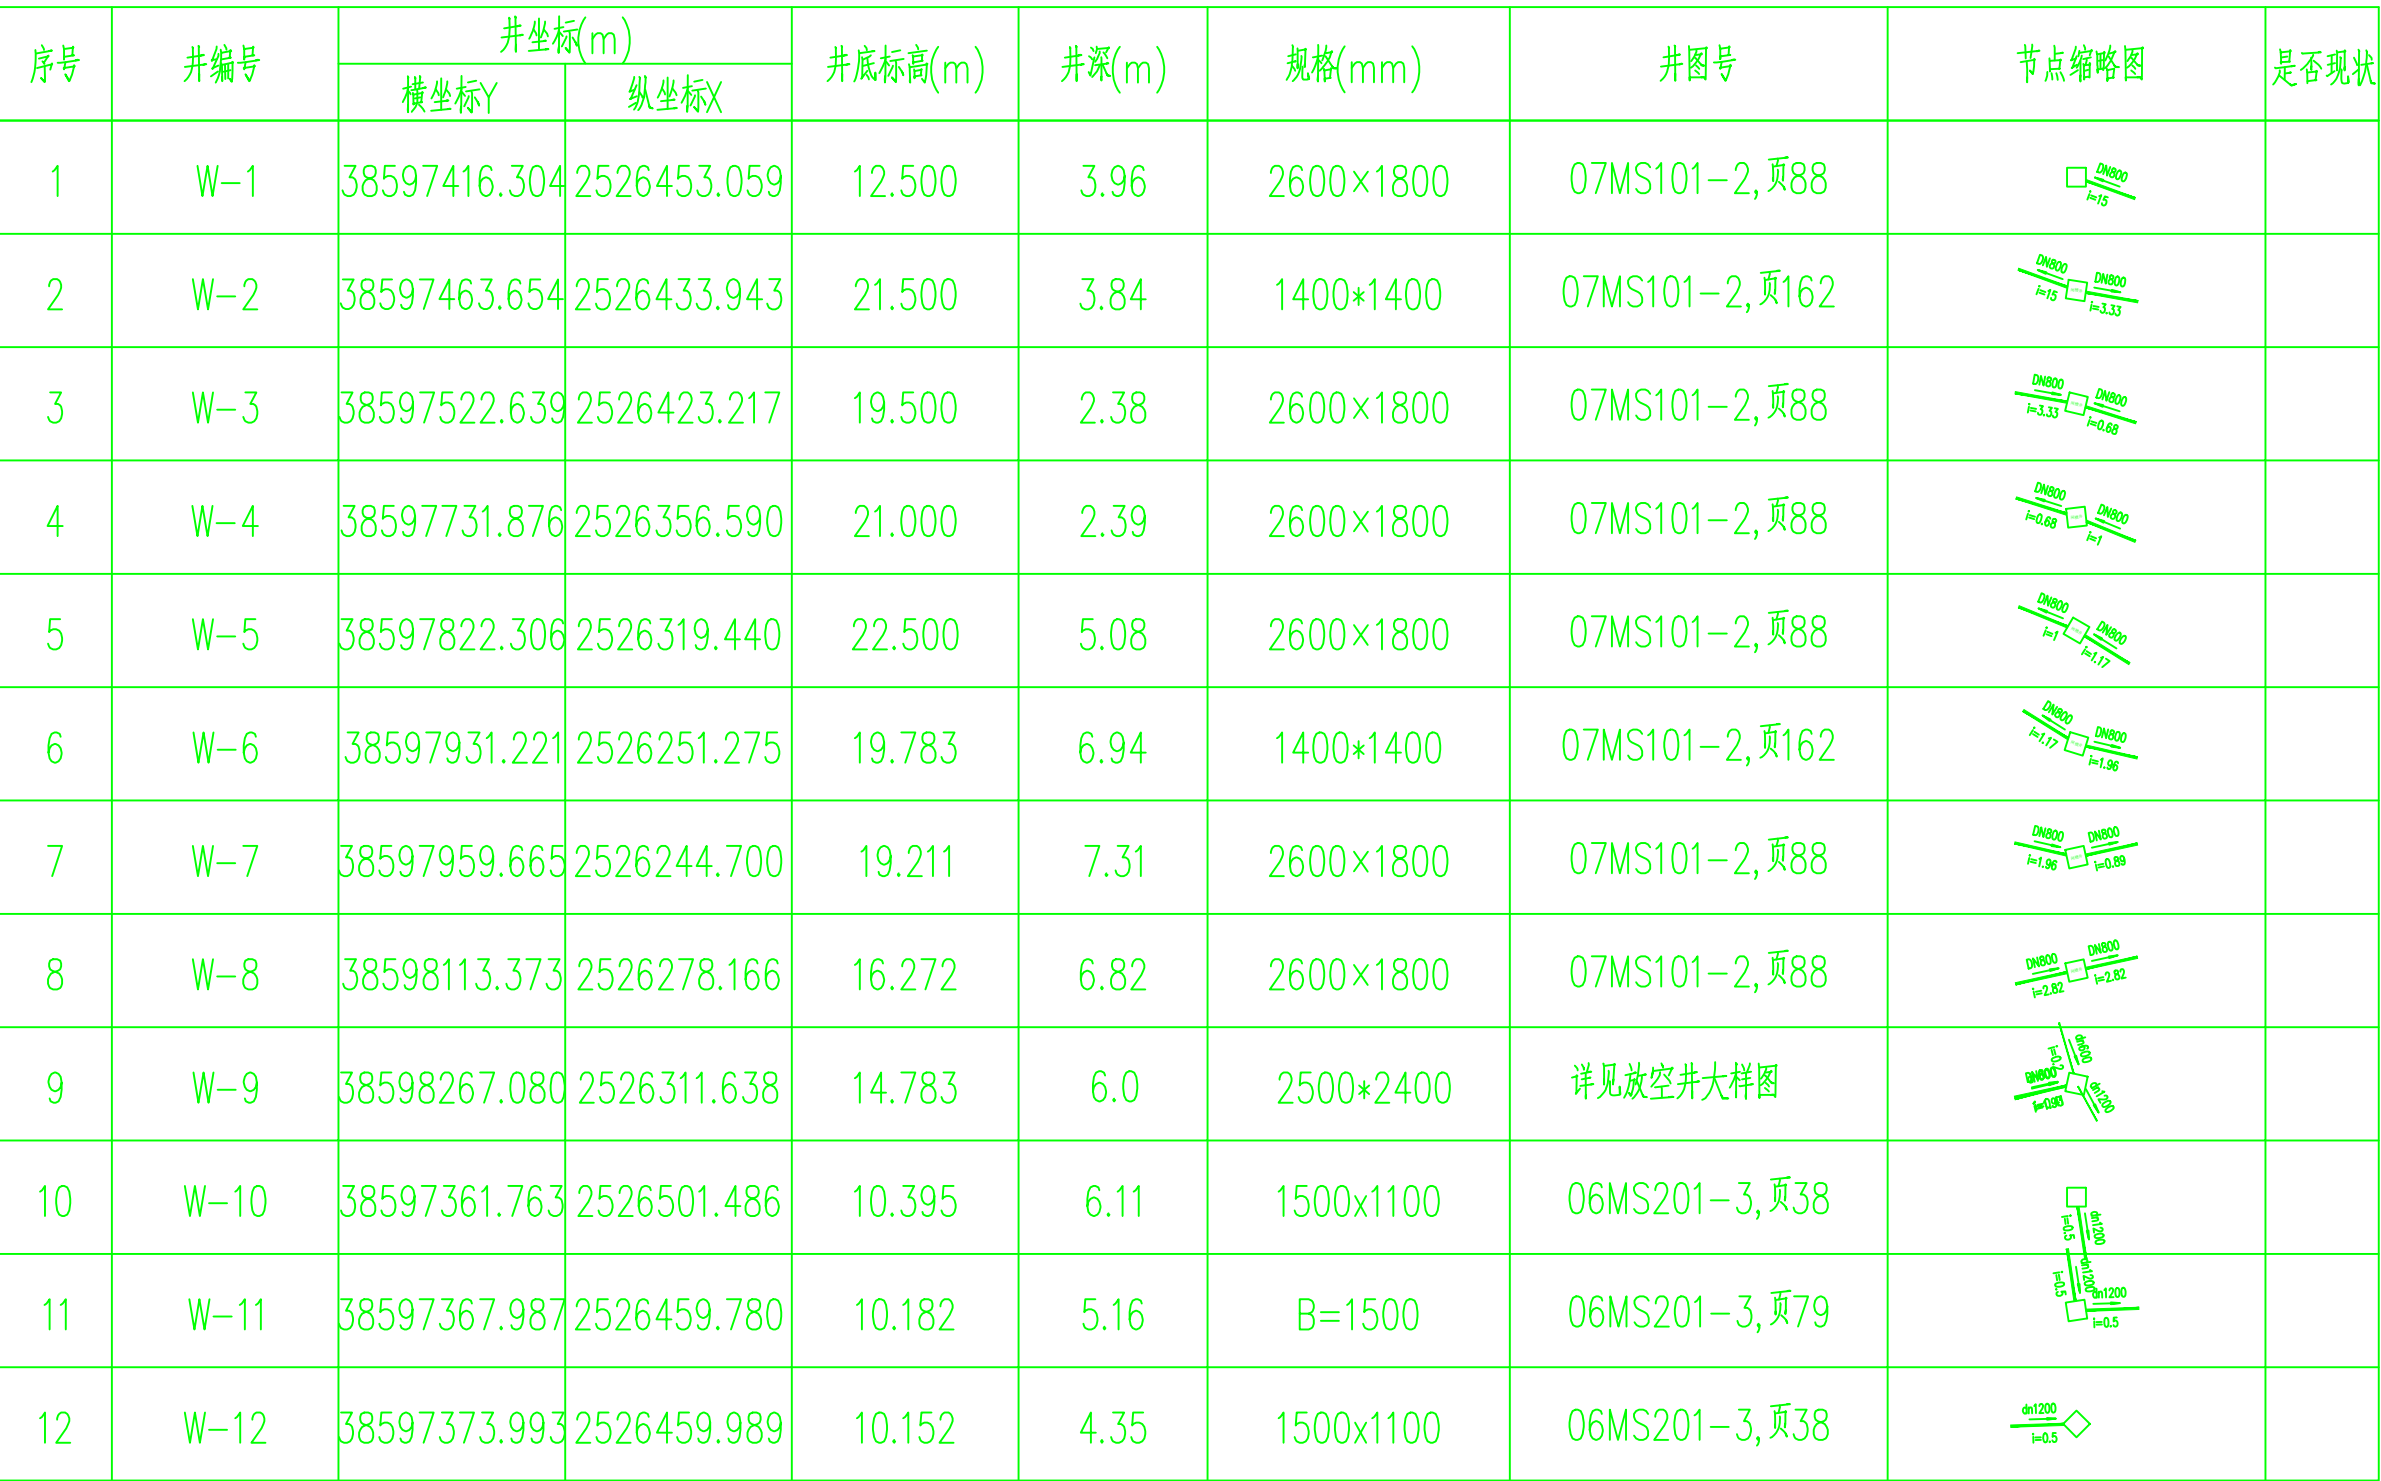 序号 井编号 井坐标(m) 井底标高(m) 井深(m) 规格(mm) 井图号 节点缩略图 是否现状
横坐标Y 纵坐标X
1 W-1 38597416.304 2526453.059 12.500 3.96 2600×1800 07MS101-2,页88 DN800 i=15
2 W-2 38597463.654 2526433.943 21.500 3.84 1400*1400 07MS101-2,页162 DN800 i=15 DN800 i=3.33
3 W-3 38597522.639 2526423.217 19.500 2.38 2600×1800 07MS101-2,页88 DN800 i=3.33 DN800 i=0.68
4 W-4 38597731.876 2526356.590 21.000 2.39 2600×1800 07MS101-2,页88 DN800 i=0.68 DN800 i=1
5 W-5 38597822.306 2526319.440 22.500 5.08 2600×1800 07MS101-2,页88 DN800 i=1 DN800 i=1.17
6 W-6 38597931.221 2526251.275 19.783 6.94 1400*1400 07MS101-2,页162 DN800 i=1.17 DN800 i=1.96
7 W-7 38597959.665 2526244.700 19.211 7.31 2600×1800 07MS101-2,页88 DN800 i=1.96 DN800 i=0.89
8 W-8 38598113.373 2526278.166 16.272 6.82 2600×1800 07MS101-2,页88 DN800 i=2.82 DN800 i=2.82
9 W-9 38598267.080 2526311.638 14.783 6.0 2500*2400 详见放空井大样图 dn600 DN800 dn1200
10 W-10 38597361.763 2526501.486 10.395 6.11 1500x1100 06MS201-3,页38 dn1200 i=0.5
11 W-11 38597367.987 2526459.780 10.182 5.16 B=1500 06MS201-3,页79 dn1200 i=0.5 dn1200 i=0.5
12 W-12 38597373.993 2526459.989 10.152 4.35 1500x1100 06MS201-3,页38 dn1200 i=0.5